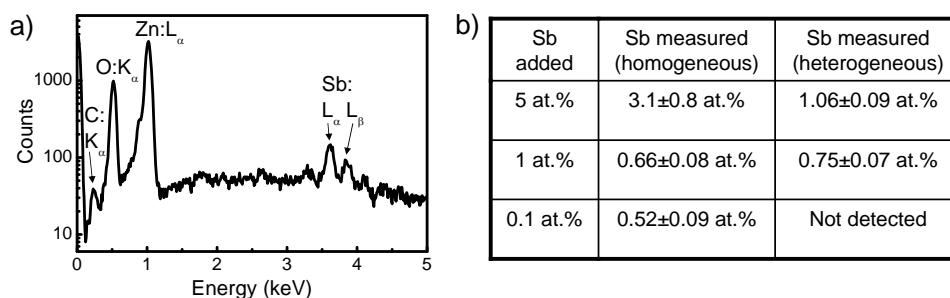 a)
Zn:Lα
O:Kα
C:
Kα
Sb:
Lα Lβ
1000
100
10
Counts
0 1 2 3 4 5
Energy (keV)
b)
Sb added
Sb measured (homogeneous)
Sb measured (heterogeneous)
5 at.% 3.1±0.8 at.% 1.06±0.09 at.%
1 at.% 0.66±0.08 at.% 0.75±0.07 at.%
0.1 at.% 0.52±0.09 at.% Not detected